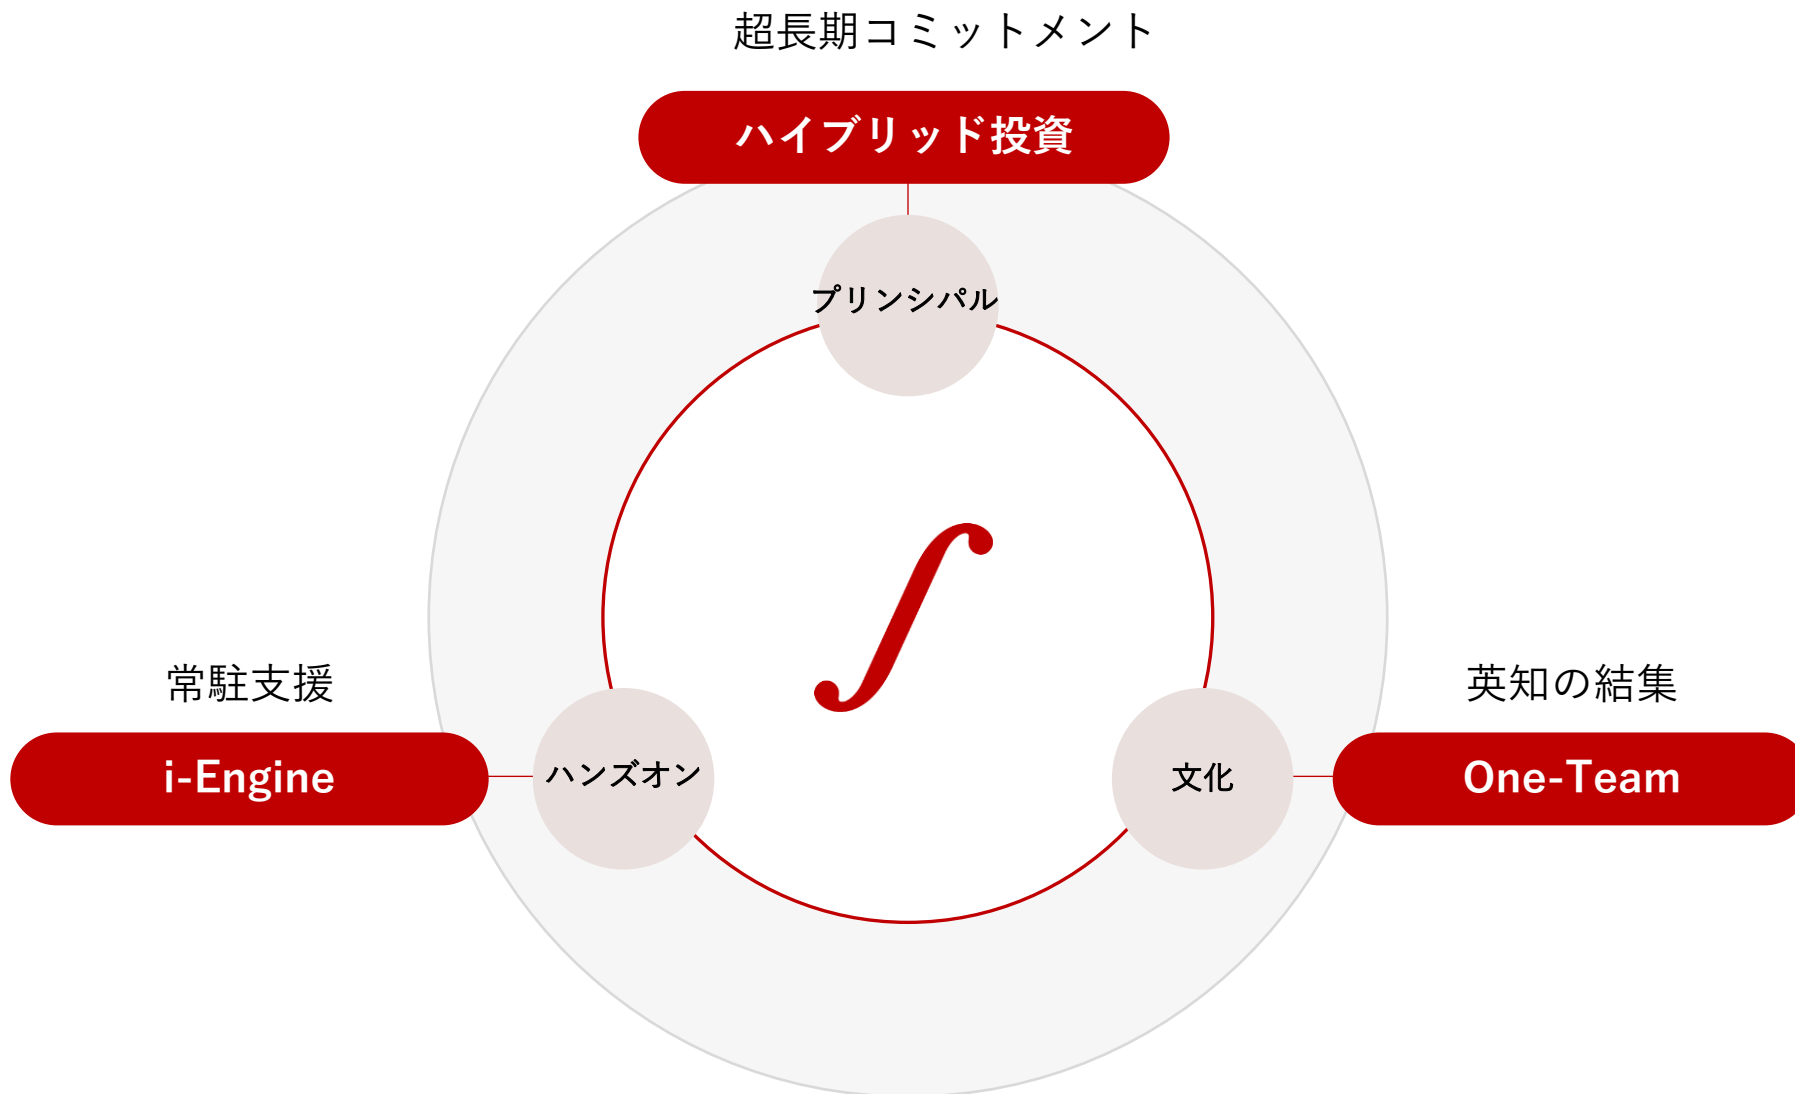 超長期コミットメント
ハイブリッド投資
プリンシパル
常駐支援
i-Engine
ハンズオン
文化
英知の結集
One-Team